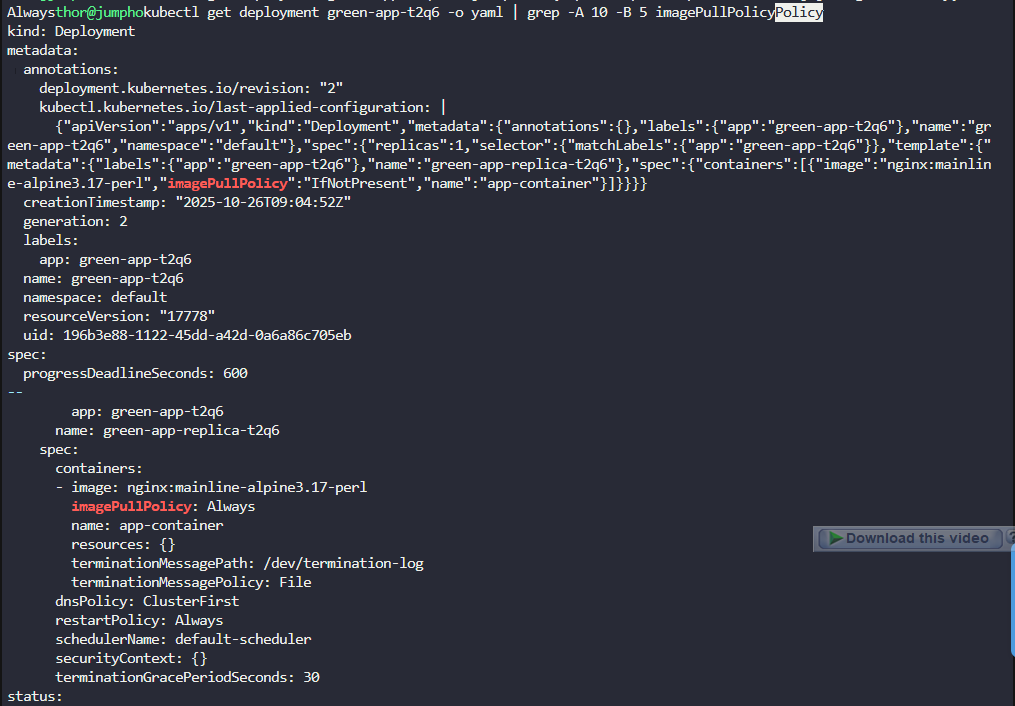 Alwaysthor@jumphokubectl get deployment green-app-t2q6 -o yaml | grep -A 10 -B 5 imagePullPolicyPolicy
kind: Deployment
metadata:
  annotations:
    deployment.kubernetes.io/revision: "2"
    kubectl.kubernetes.io/last-applied-configuration: |
      {"apiVersion":"apps/v1","kind":"Deployment","metadata":{"annotations":{},"labels":{"app":"green-app-t2q6"},"name":"gr
een-app-t2q6","namespace":"default"},"spec":{"replicas":1,"selector":{"matchLabels":{"app":"green-app-t2q6"}},"template":{"
metadata":{"labels":{"app":"green-app-t2q6"},"name":"green-app-replica-t2q6"},"spec":{"containers":[{"image":"nginx:mainlin
e-alpine3.17-perl","imagePullPolicy":"IfNotPresent","name":"app-container"}]}}}}
  creationTimestamp: "2025-10-26T09:04:52Z"
  generation: 2
  labels:
    app: green-app-t2q6
  name: green-app-t2q6
  namespace: default
  resourceVersion: "17778"
  uid: 196b3e88-1122-45dd-a42d-0a6a86c705eb
spec:
  progressDeadlineSeconds: 600
--
        app: green-app-t2q6
      name: green-app-replica-t2q6
    spec:
      containers:
      - image: nginx:mainline-alpine3.17-perl
        imagePullPolicy: Always
        name: app-container
        resources: {}
        terminationMessagePath: /dev/termination-log
        terminationMessagePolicy: File
      dnsPolicy: ClusterFirst
      restartPolicy: Always
      schedulerName: default-scheduler
      securityContext: {}
      terminationGracePeriodSeconds: 30
status:
Download this video ?